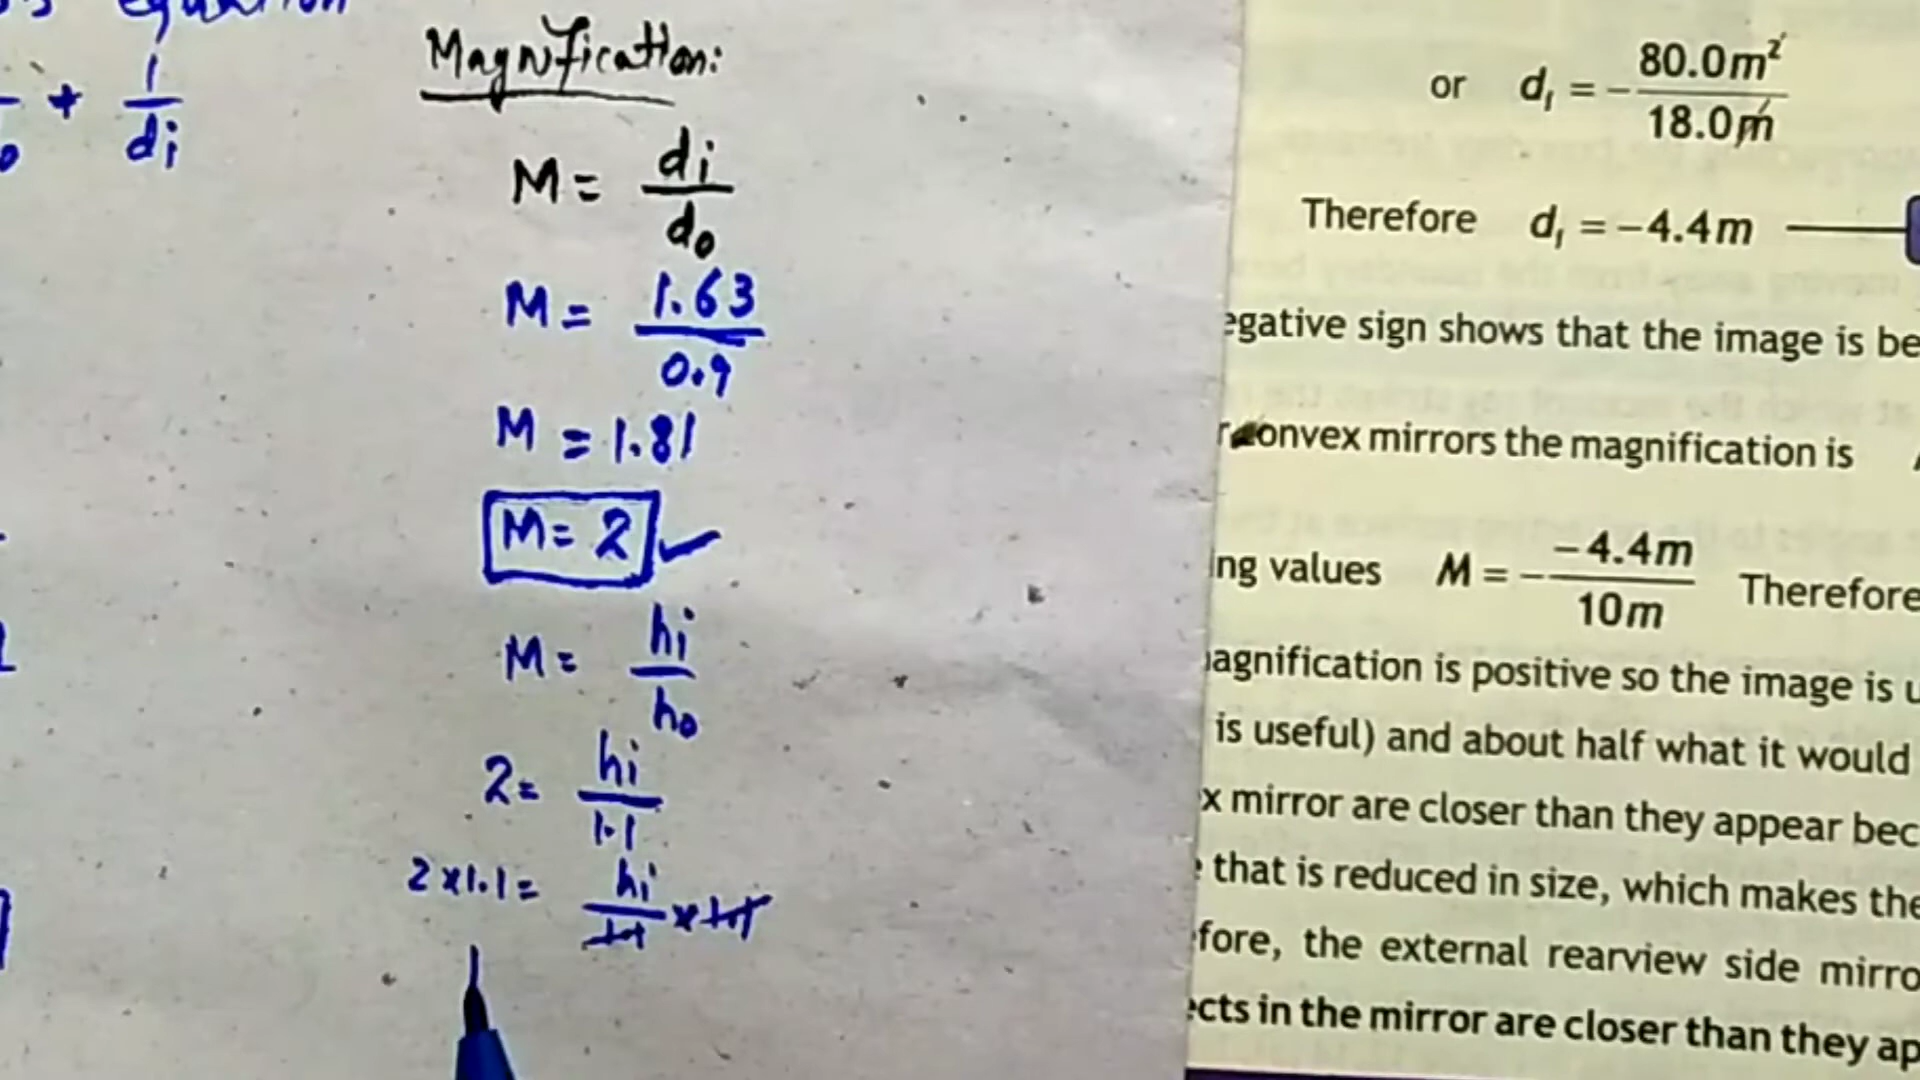 equation
+ 1/di
Magnification:
M = di/do
M = 1.63/0.9
M = 1.81
M = 2 ✓
M = hi/ho
2 = hi/1.1
2 x 1.1 = hi/1.1 x 1.1
or d, = - 80.0m²/18.0m
Therefore d, = -4.4m
egative sign shows that the image is be
r convex mirrors the magnification is
ng values M = - -4.4m/10m Therefore
agnification is positive so the image is u
is useful) and about half what it would
x mirror are closer than they appear bec
that is reduced in size, which makes the
fore, the external rearview side mirro
ects in the mirror are closer than they ap